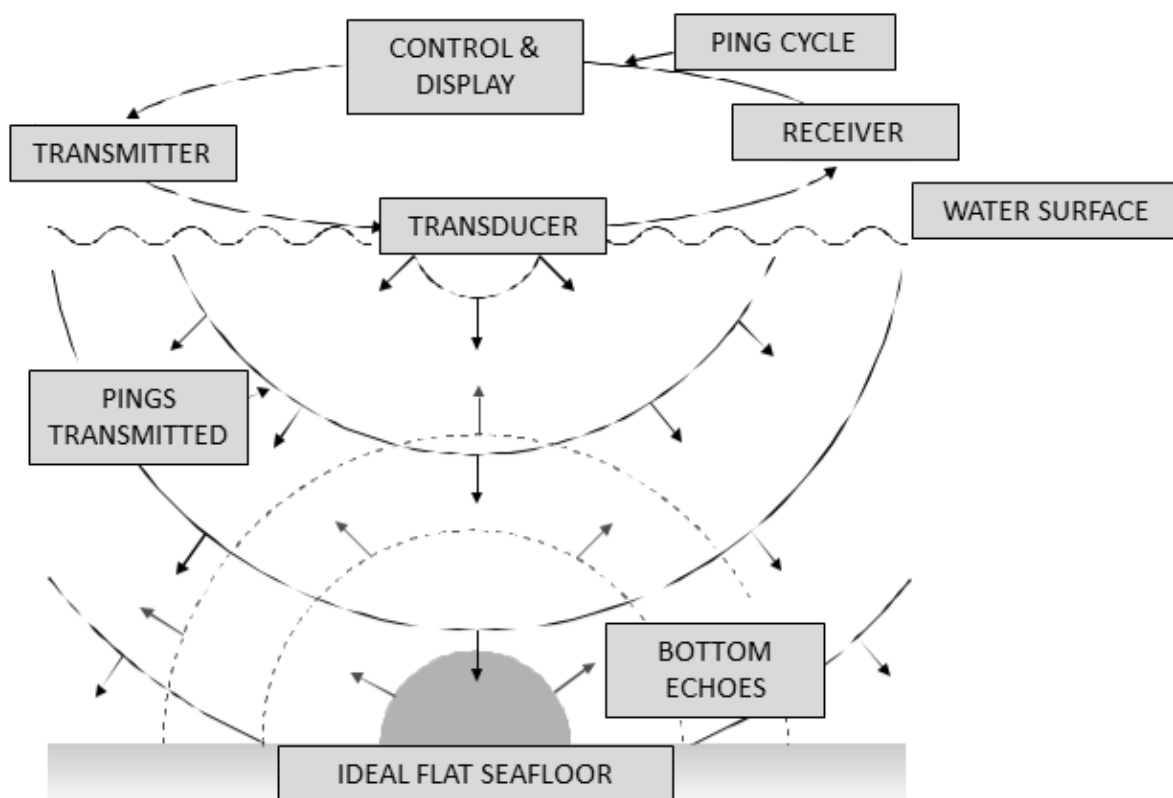 CONTROL &
DISPLAY
PING CYCLE
TRANSMITTER
RECEIVER
TRANSDUCER
WATER SURFACE
PINGS
TRANSMITTED
BOTTOM
ECHOES
IDEAL FLAT SEAFLOOR